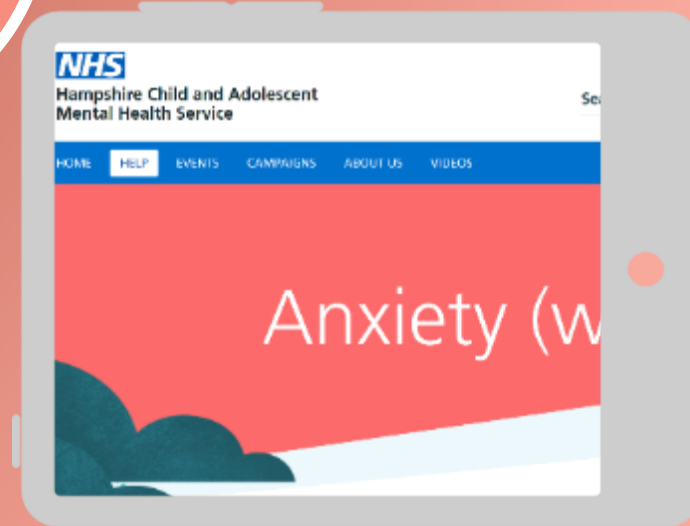 NHS
Hampshire Child and Adolescent
Mental Health Service
HOME HELP EVENTS CAMPAIGNS ABOUT US VIDEOS
Anxiety (w